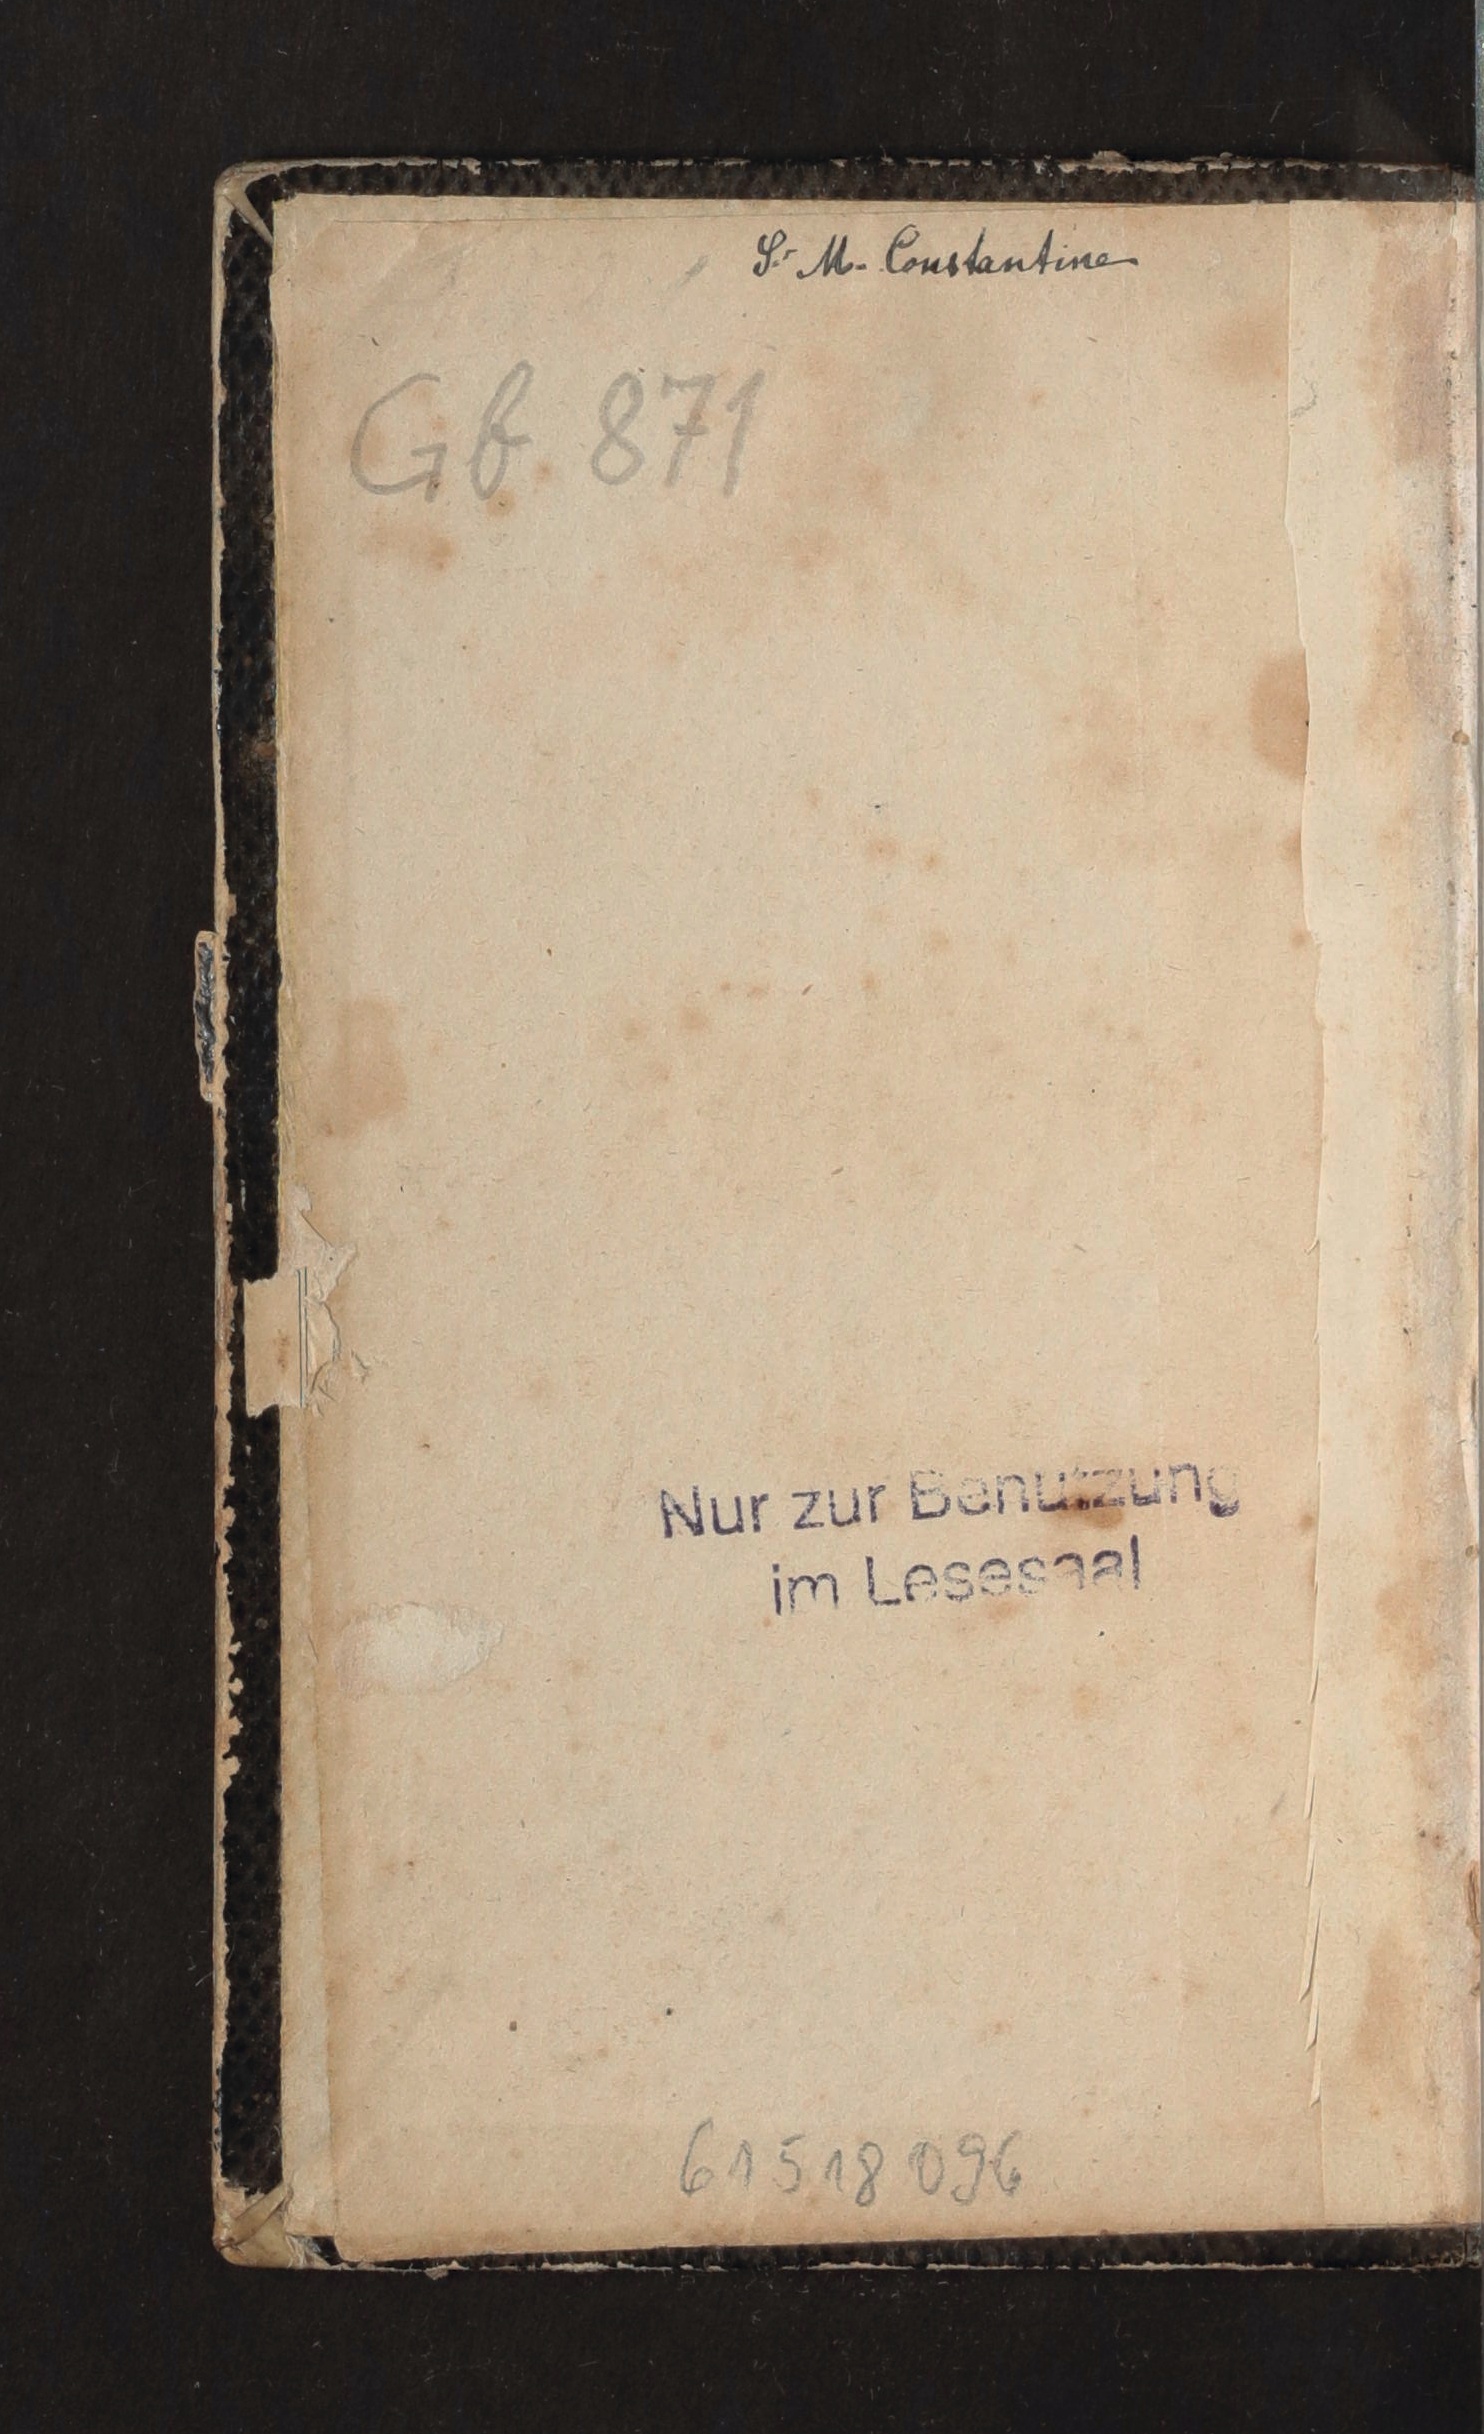 Sr M. Constantine
Gb 871
Nur zur Benutzung
im Lesesaal
61518096